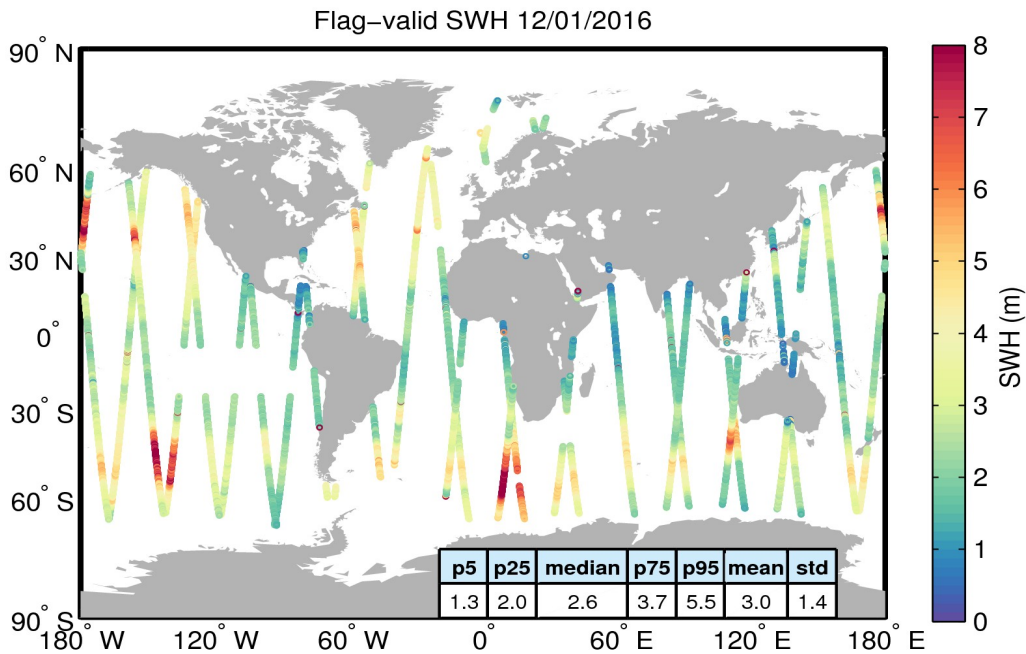 Flag−valid SWH 12/01/2016
90° N
60° N
30° N
0°
30° S
60° S
90° S
180° W
120° W
60° W
0°
60° E
120° E
180° E
8
7
6
5
4
3
2
1
0
SWH (m)
p5 p25 median p75 p95 mean std
1.3 2.0 2.6 3.7 5.5 3.0 1.4